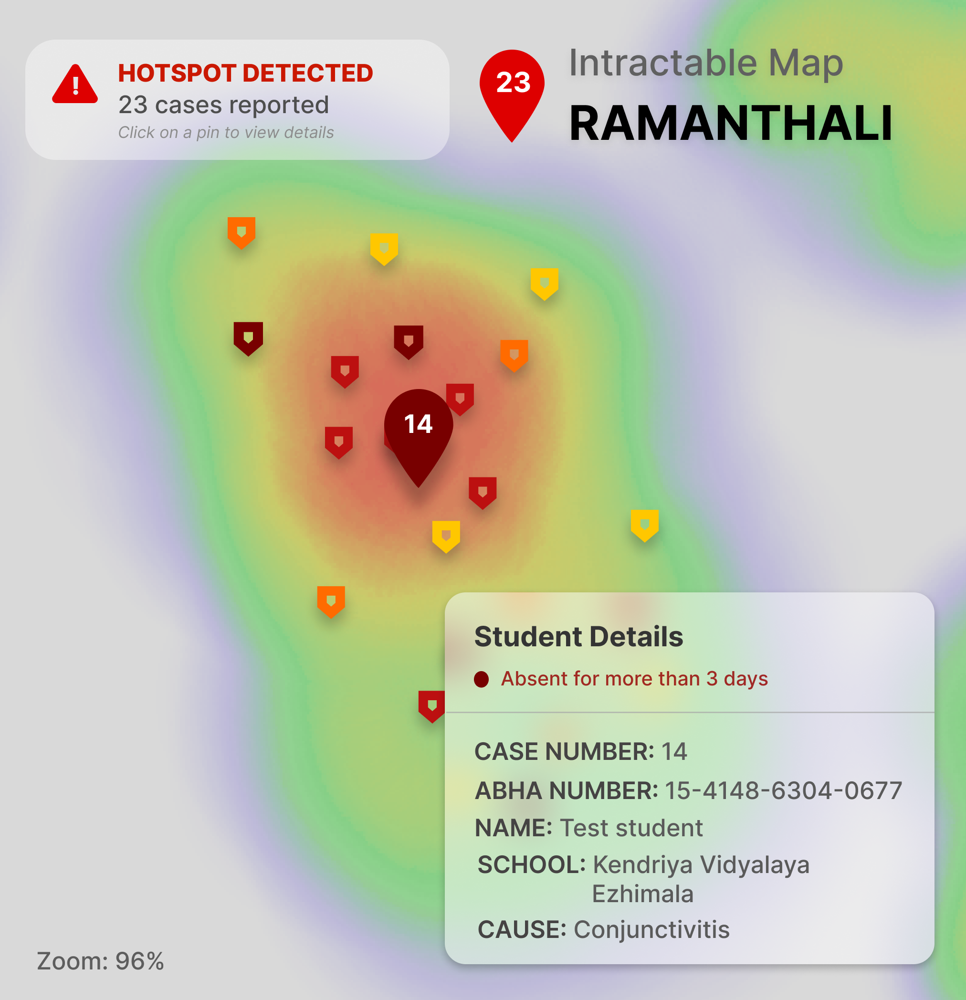 HOTSPOT DETECTED
23 cases reported
Click on a pin to view details
23
Intractable Map
RAMANTHALI
14
Student Details
Absent for more than 3 days
CASE NUMBER: 14
ABHA NUMBER: 15-4148-6304-0677
NAME: Test student
SCHOOL: Kendriya Vidyalaya
Ezhimala
CAUSE: Conjunctivitis
Zoom: 96%